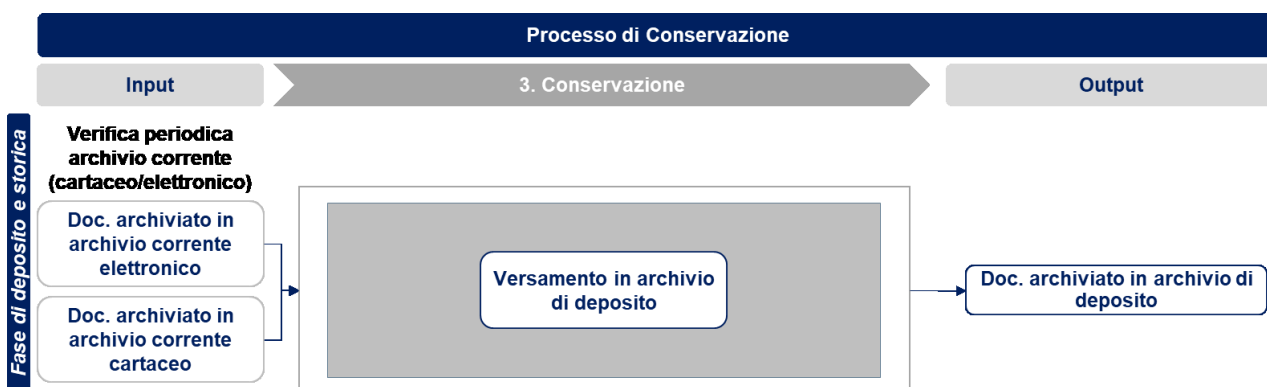 Processo di Conservazione
Input
3. Conservazione
Output
Fase di deposito e storica
Verifica periodica
archivio corrente
(cartaceo/elettronico)
Doc. archiviato in
archivio corrente
elettronico
Doc. archiviato in
archivio corrente
cartaceo
Versamento in archivio
di deposito
Doc. archiviato in archivio di
deposito